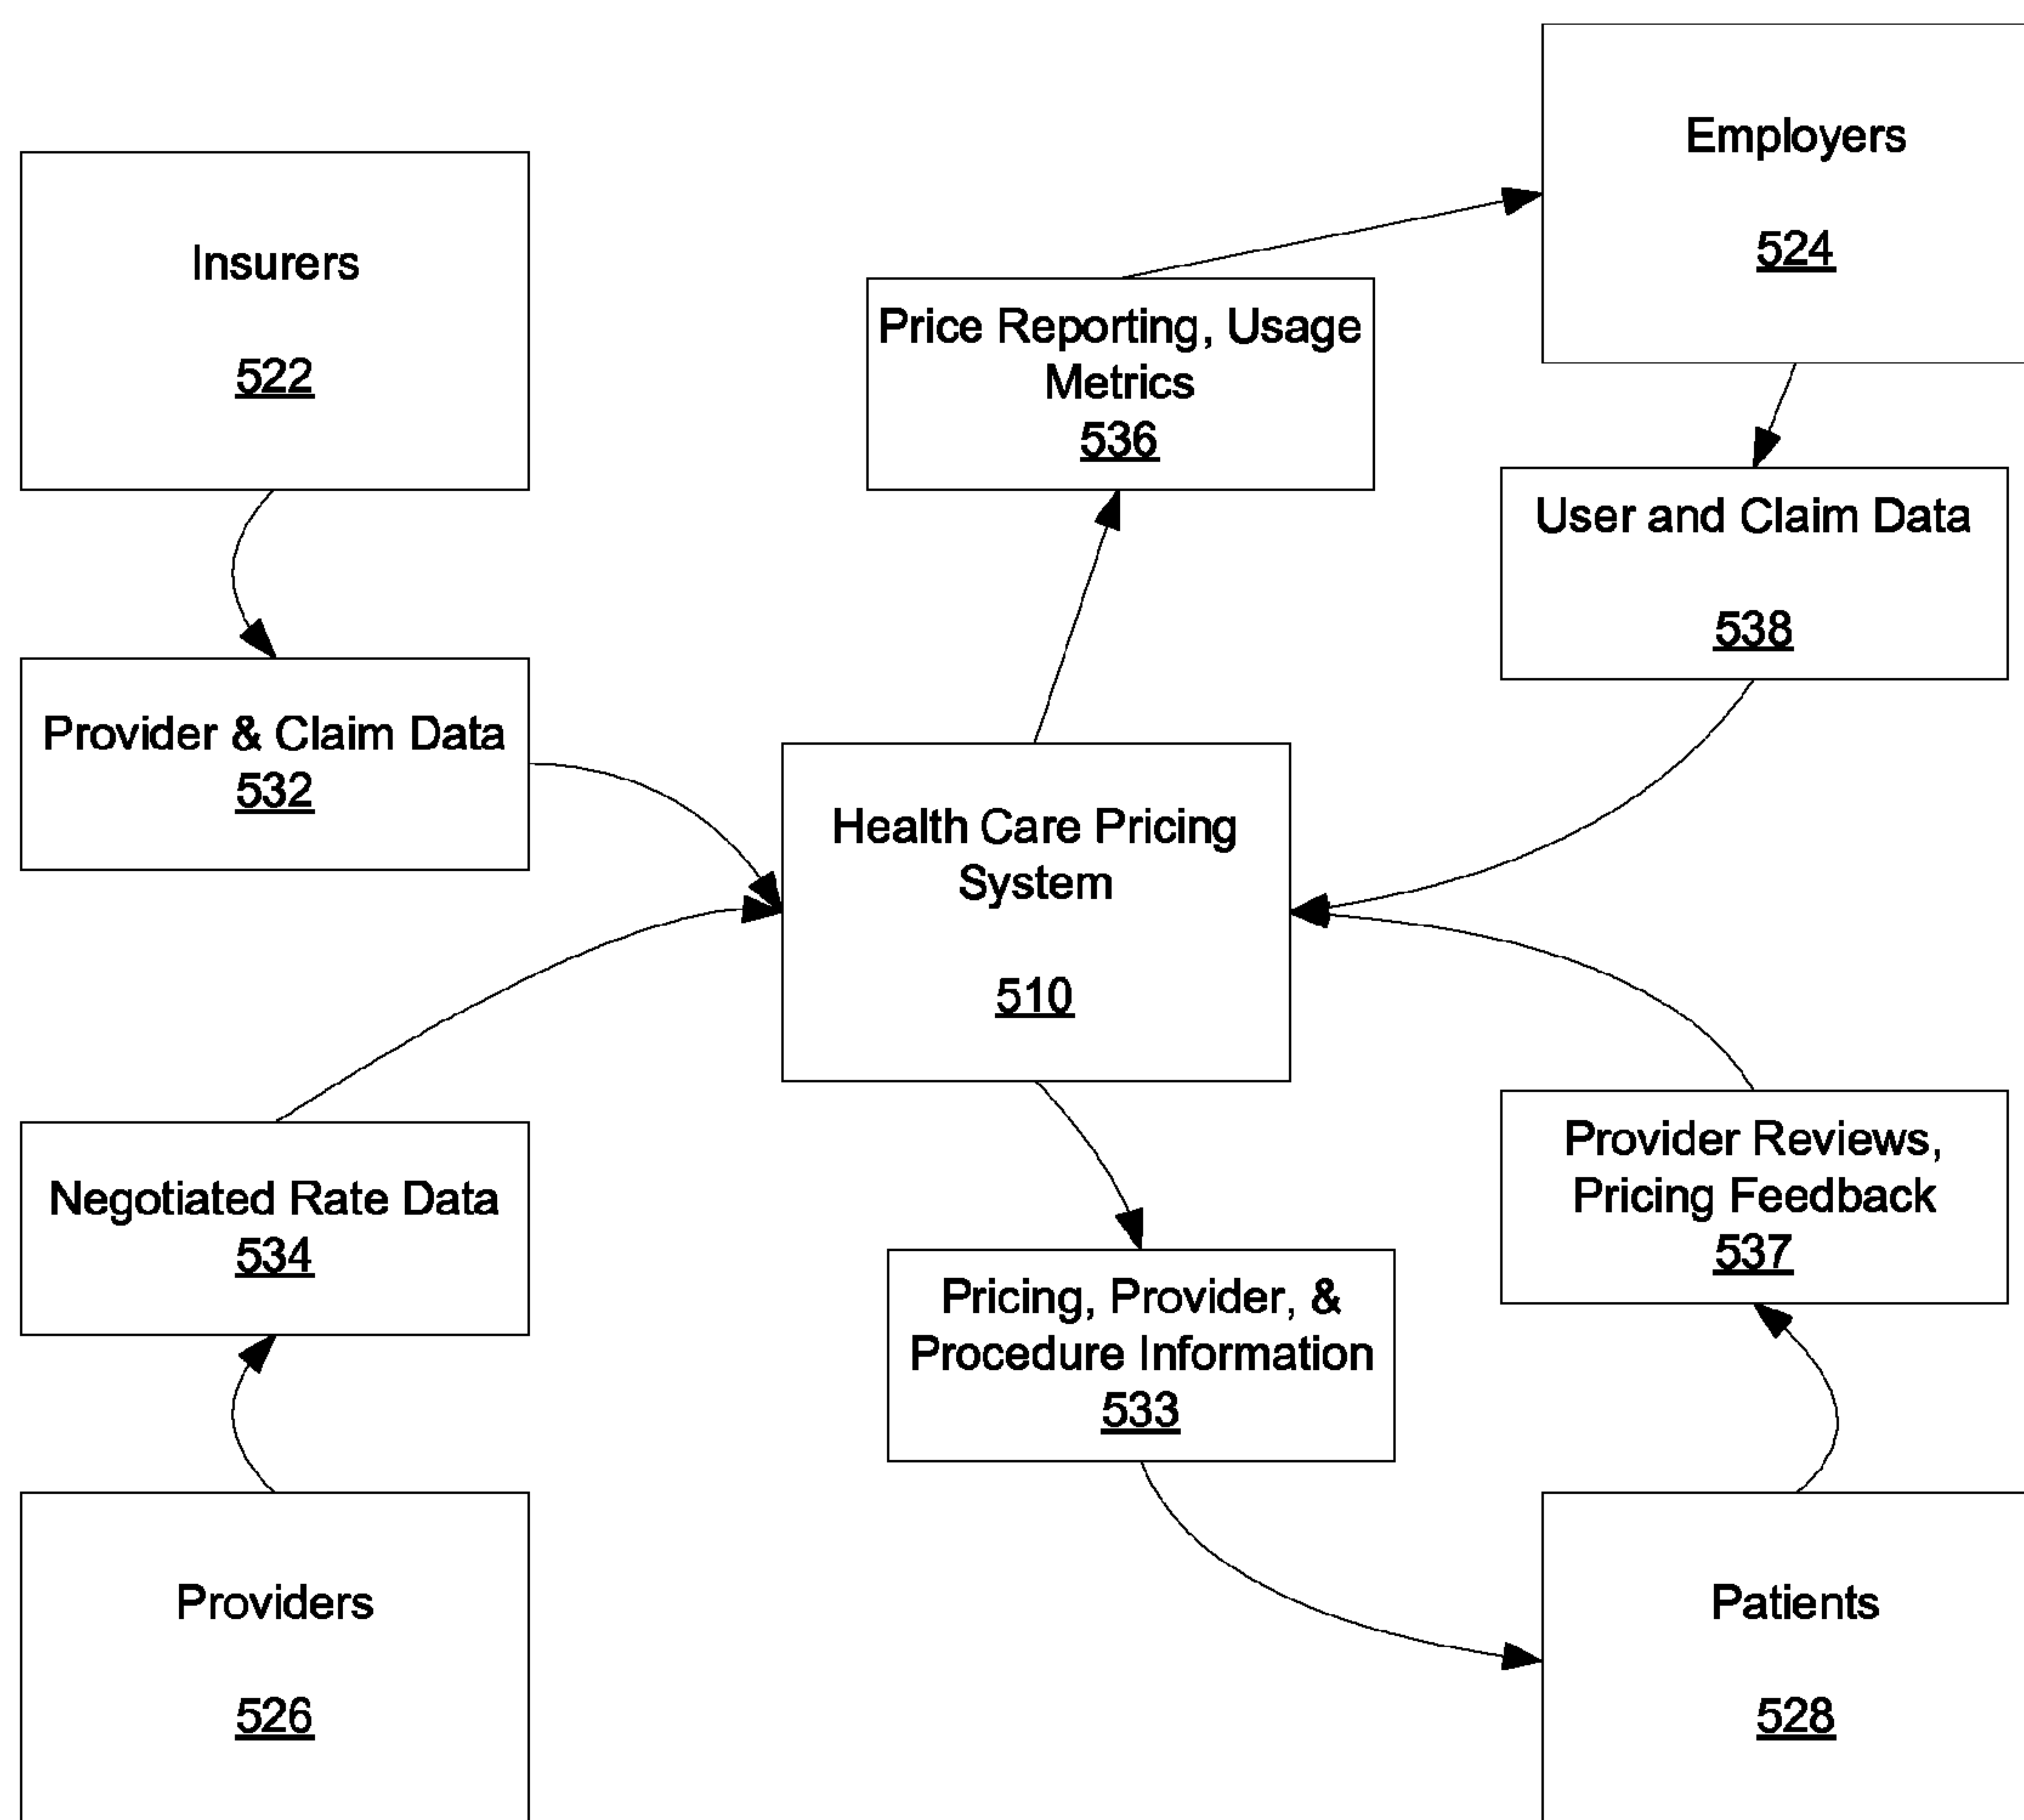 Employers
524
Insurers
522
Price Reporting, Usage
Metrics
536
User and Claim Data
538
Provider & Claim Data
532
Health Care Pricing
System
510
Negotiated Rate Data
534
Provider Reviews,
Pricing Feedback
537
Pricing, Provider, &
Procedure Information
533
Providers
526
Patients
528